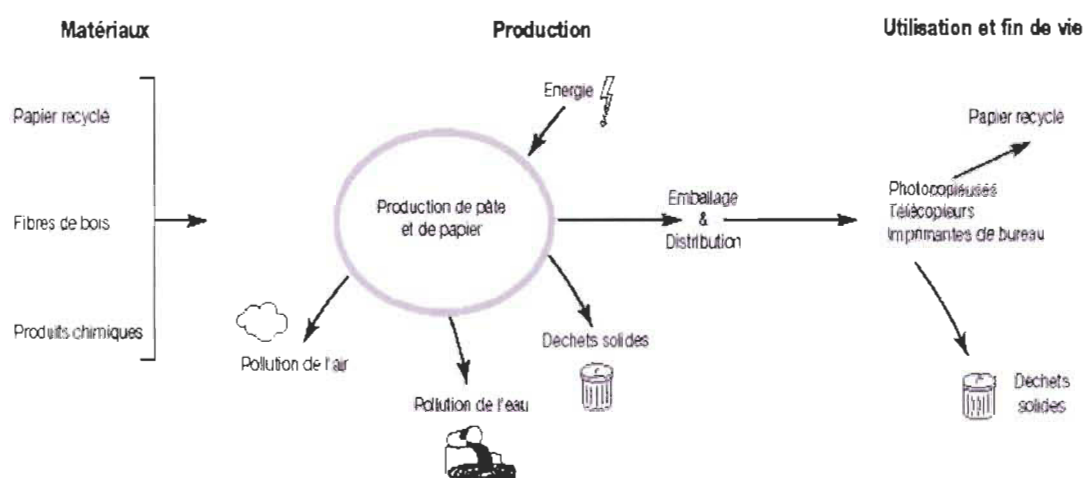 Matériaux
Production
Utilisation et fin de vie
Papier recyclé
Fibres de bois
Produits chimiques
Energie
Production de pâte
et de papier
Pollution de l'air
Pollution de l'eau
Déchets solides
Emballage
&
Distribution
Papier recyclé
Photocopieuses
Télécopieurs
Imprimantes de bureau
Déchets
solides